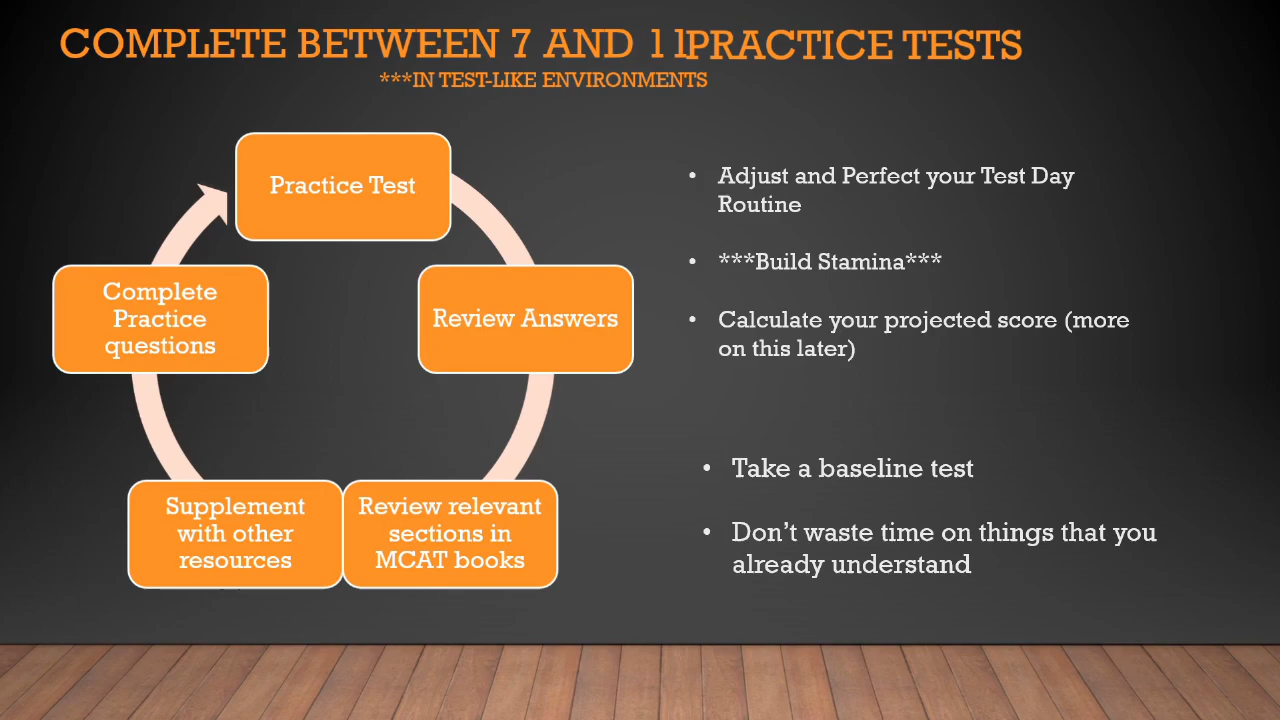 COMPLETE BETWEEN 7 AND 11PRACTICE TESTS
***IN TEST-LIKE ENVIRONMENTS
Practice Test
Review Answers
Review relevant
sections in
MCAT books
Supplement
with other
resources
Complete
Practice
questions
• Adjust and Perfect your Test Day
Routine
• ***Build Stamina***
• Calculate your projected score (more
on this later)
• Take a baseline test
• Don’t waste time on things that you
already understand